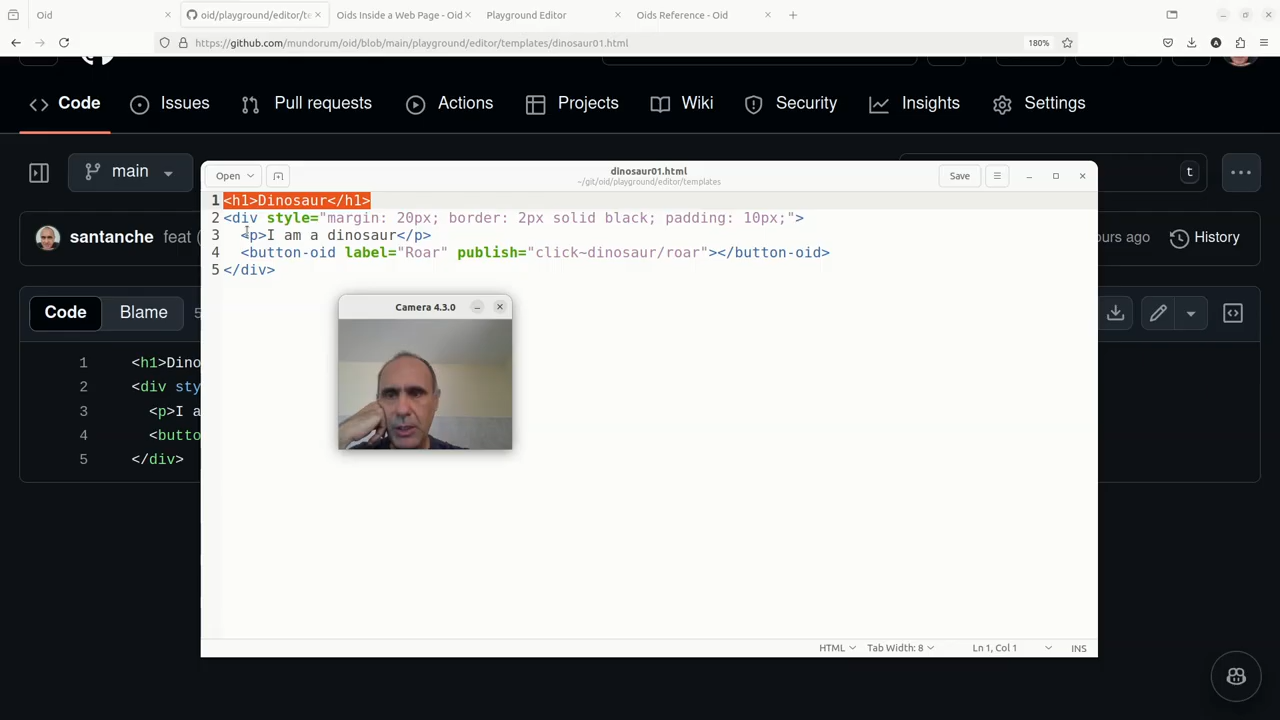 Oid
oid/playground/editor/te
Oids Inside a Web Page - Oid
Playground Editor
Oids Reference - Oid
https://github.com/mundorum/oid/blob/main/playground/editor/templates/dinosaur01.html
180%
Code
Issues
Pull requests
Actions
Projects
Wiki
Security
Insights
Settings
main
t
Open
dinosaur01.html
~/git/oid/playground/editor/templates
Save
1 <h1>Dinosaur</h1>
2 <div style="margin: 20px; border: 2px solid black; padding: 10px;">
3 <p>I am a dinosaur</p>
4 <button-oid label="Roar" publish="click~dinosaur/roar"></button-oid>
5 </div>
santanche feat (
ours ago
History
Camera 4.3.0
Code
Blame
5
1 <h1>Dino
2 <div sty
3 <p>I a
4 <butto
5 </div>
HTML
Tab Width: 8
Ln 1, Col 1
INS